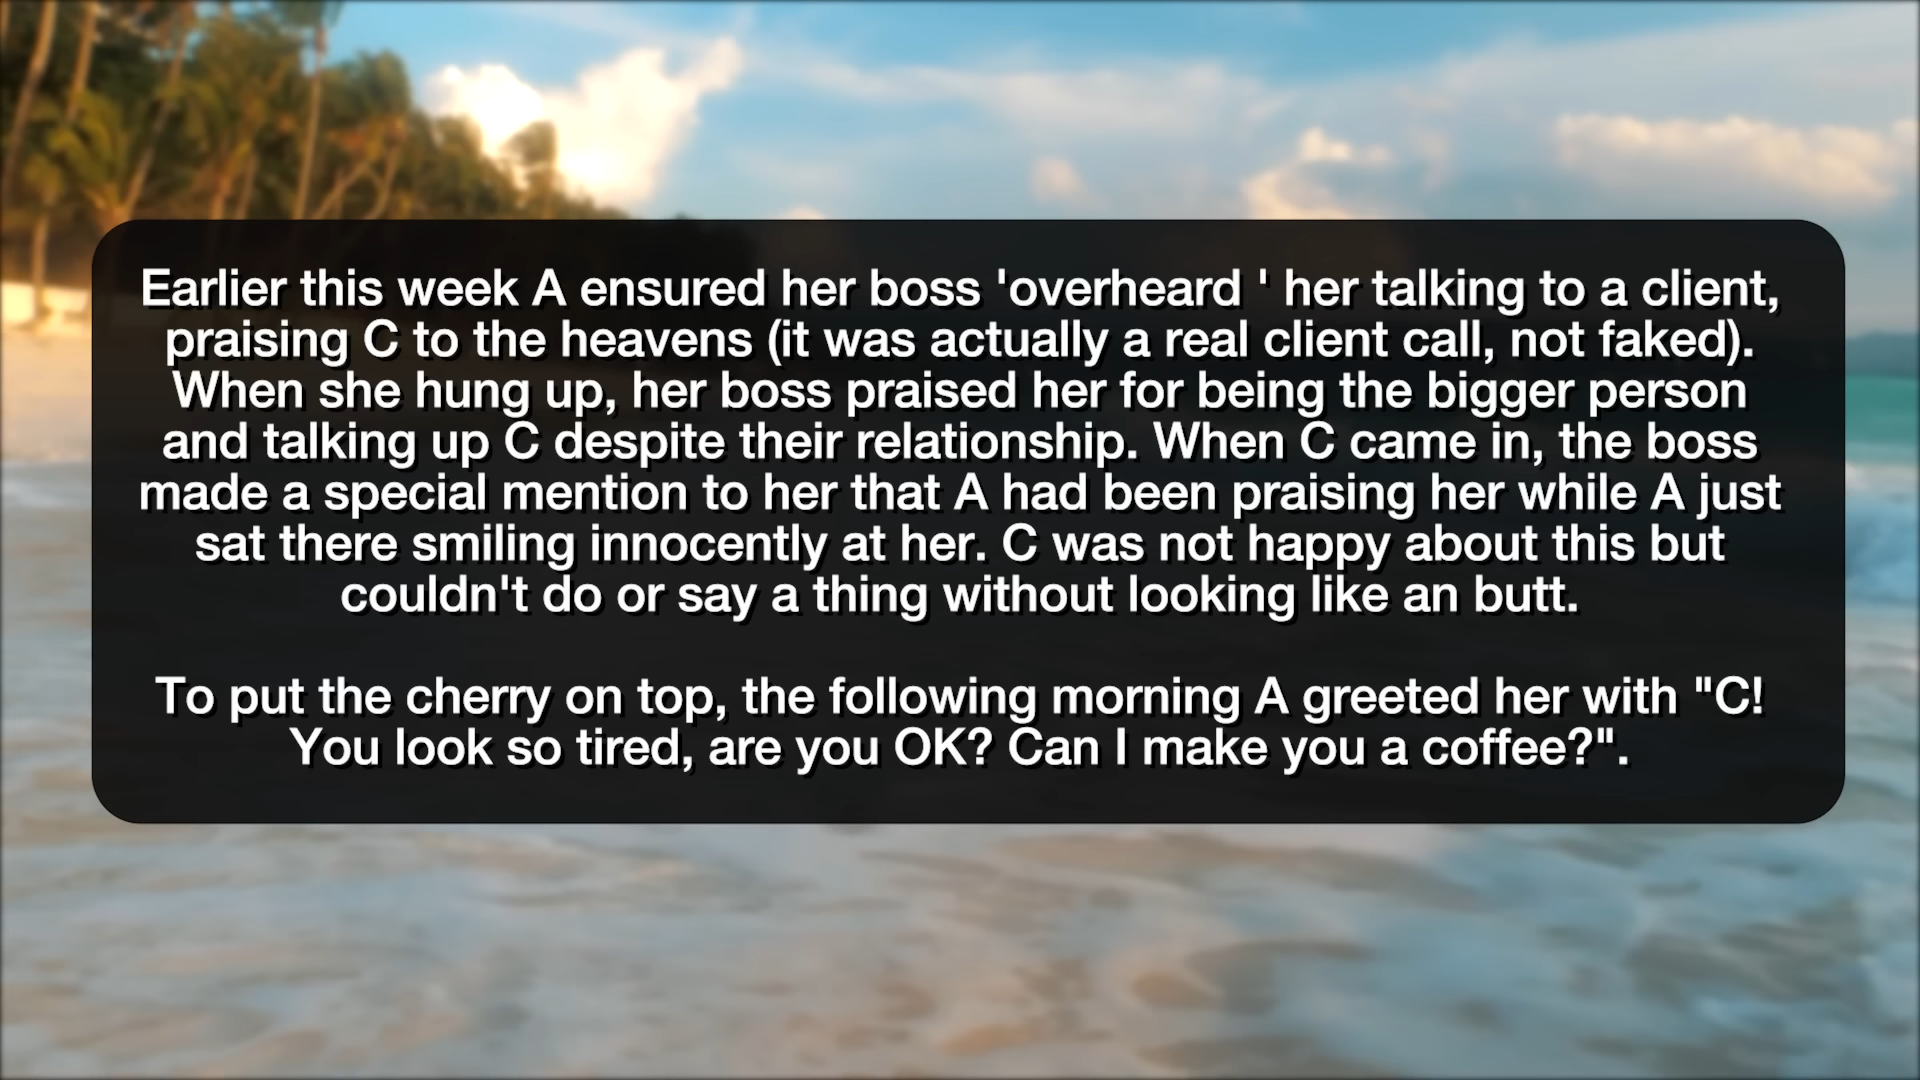 Earlier this week A ensured her boss 'overheard ' her talking to a client,
praising C to the heavens (it was actually a real client call, not faked).
When she hung up, her boss praised her for being the bigger person
and talking up C despite their relationship. When C came in, the boss
made a special mention to her that A had been praising her while A just
sat there smiling innocently at her. C was not happy about this but
couldn't do or say a thing without looking like an butt.
To put the cherry on top, the following morning A greeted her with "C!
You look so tired, are you OK? Can I make you a coffee?".